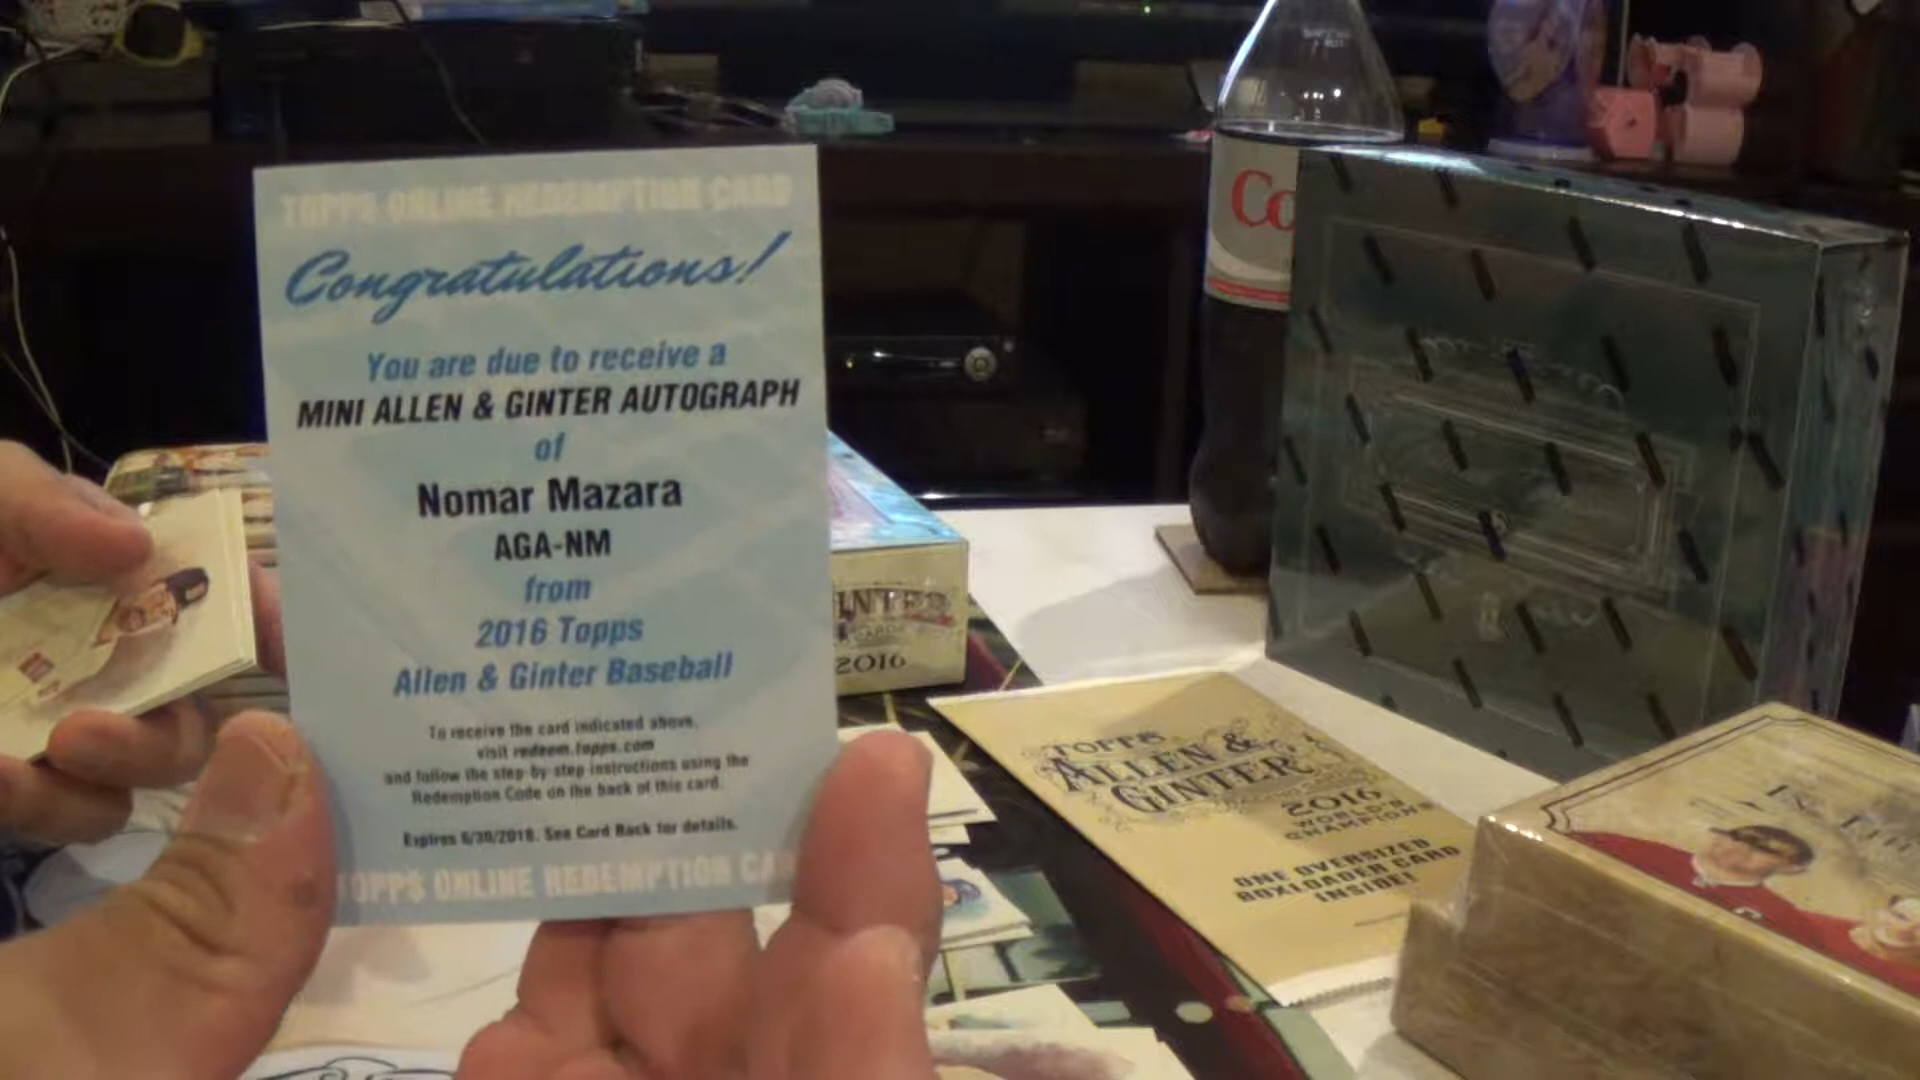 TOPPS ONLINE REDEMPTION CARD
Congratulations!
You are due to receive a
MINI ALLEN & GINTER AUTOGRAPH
of
Nomar Mazara
AGA-NM
from
2016 Topps
Allen & Ginter Baseball
To receive the card indicated above,
visit redeem.topps.com
and follow the step-by-step instructions using the
Redemption Code on the back of this card.
Expires 6/30/2018. See Card Back for details.
TOPPS ONLINE REDEMPTION CA
INTER
2016
Co
TOPPS
ALLEN &
GINTER
2016
WORLD'S
CHAMPIONS
ONE OVERSIZED
BOXLOADER CARD
INSIDE!